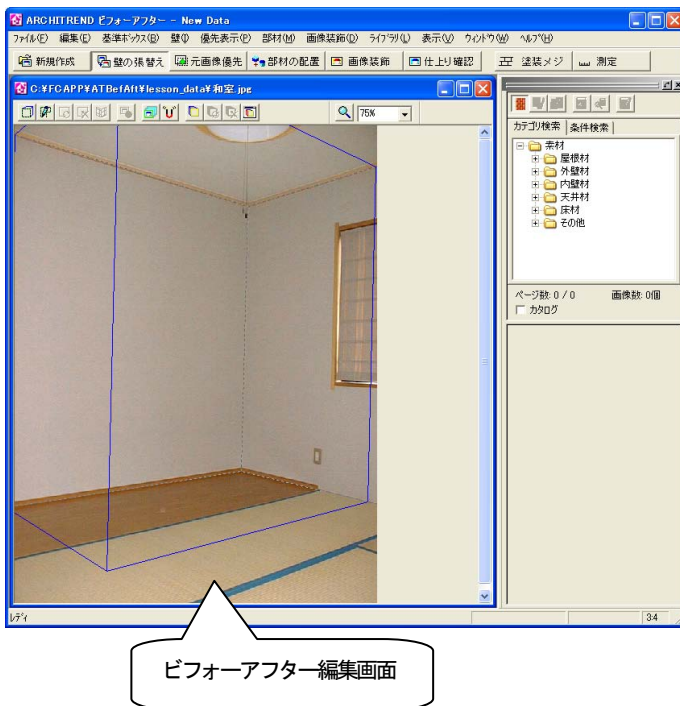 ARCHITREND ビフォーアフター - New Data
ファイル(F) 編集(E) 基準ボックス(B) 壁(I) 優先表示(P) 部材(M) 画像装飾(D) ライブラリ(L) 表示(V) ウィンドウ(W) ヘルプ(H)
新規作成 壁の張替え 元画像優先 部材の配置 画像装飾 仕上り確認 塗装メジ 測定
C:¥FCAPP¥ATBefAft¥lesson_data¥和室.jpg
75%
カテゴリ検索 条件検索
素材
屋根材
外壁材
内壁材
天井材
床材
その他
ページ数: 0 / 0 画像数: 0個
カタログ
レディ
34
ビフォーアフター編集画面